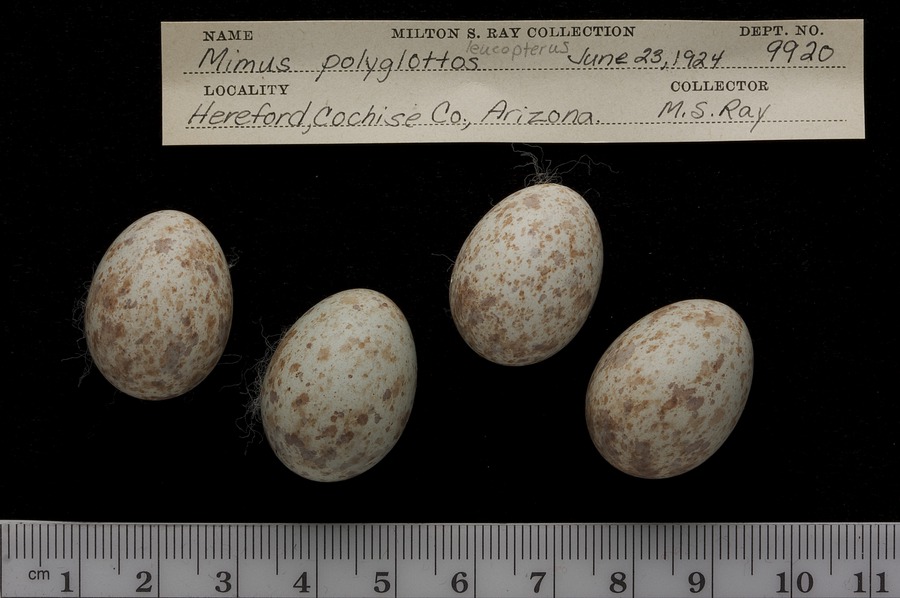 NAME MILTON S. RAY COLLECTION DEPT. NO.
Mimus polyglottos leucopterus June 23, 1924 9920
LOCALITY COLLECTOR
Hereford, Cochise Co., Arizona. M.S. Ray
cm 1 2 3 4 5 6 7 8 9 10 11